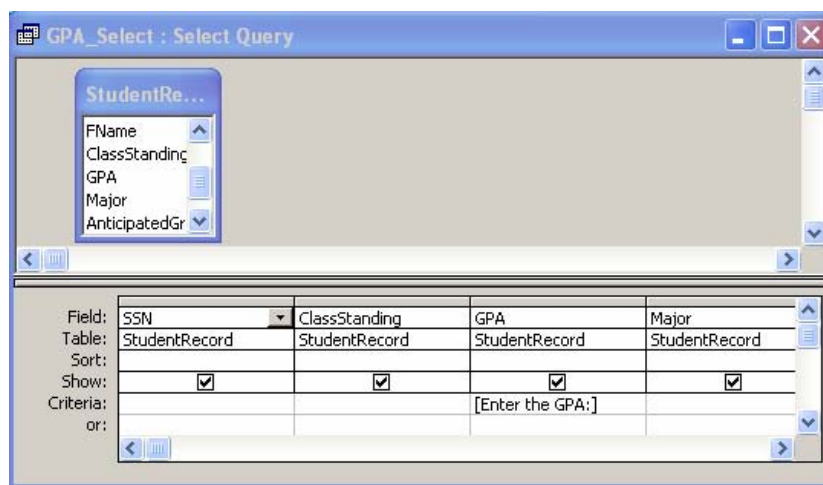 GPA_Select : Select Query
StudentRe...
FName
ClassStanding
GPA
Major
AnticipatedGr
Field: SSN ClassStanding GPA Major
Table: StudentRecord StudentRecord StudentRecord StudentRecord
Sort:
Show:
Criteria: [Enter the GPA:]
or: